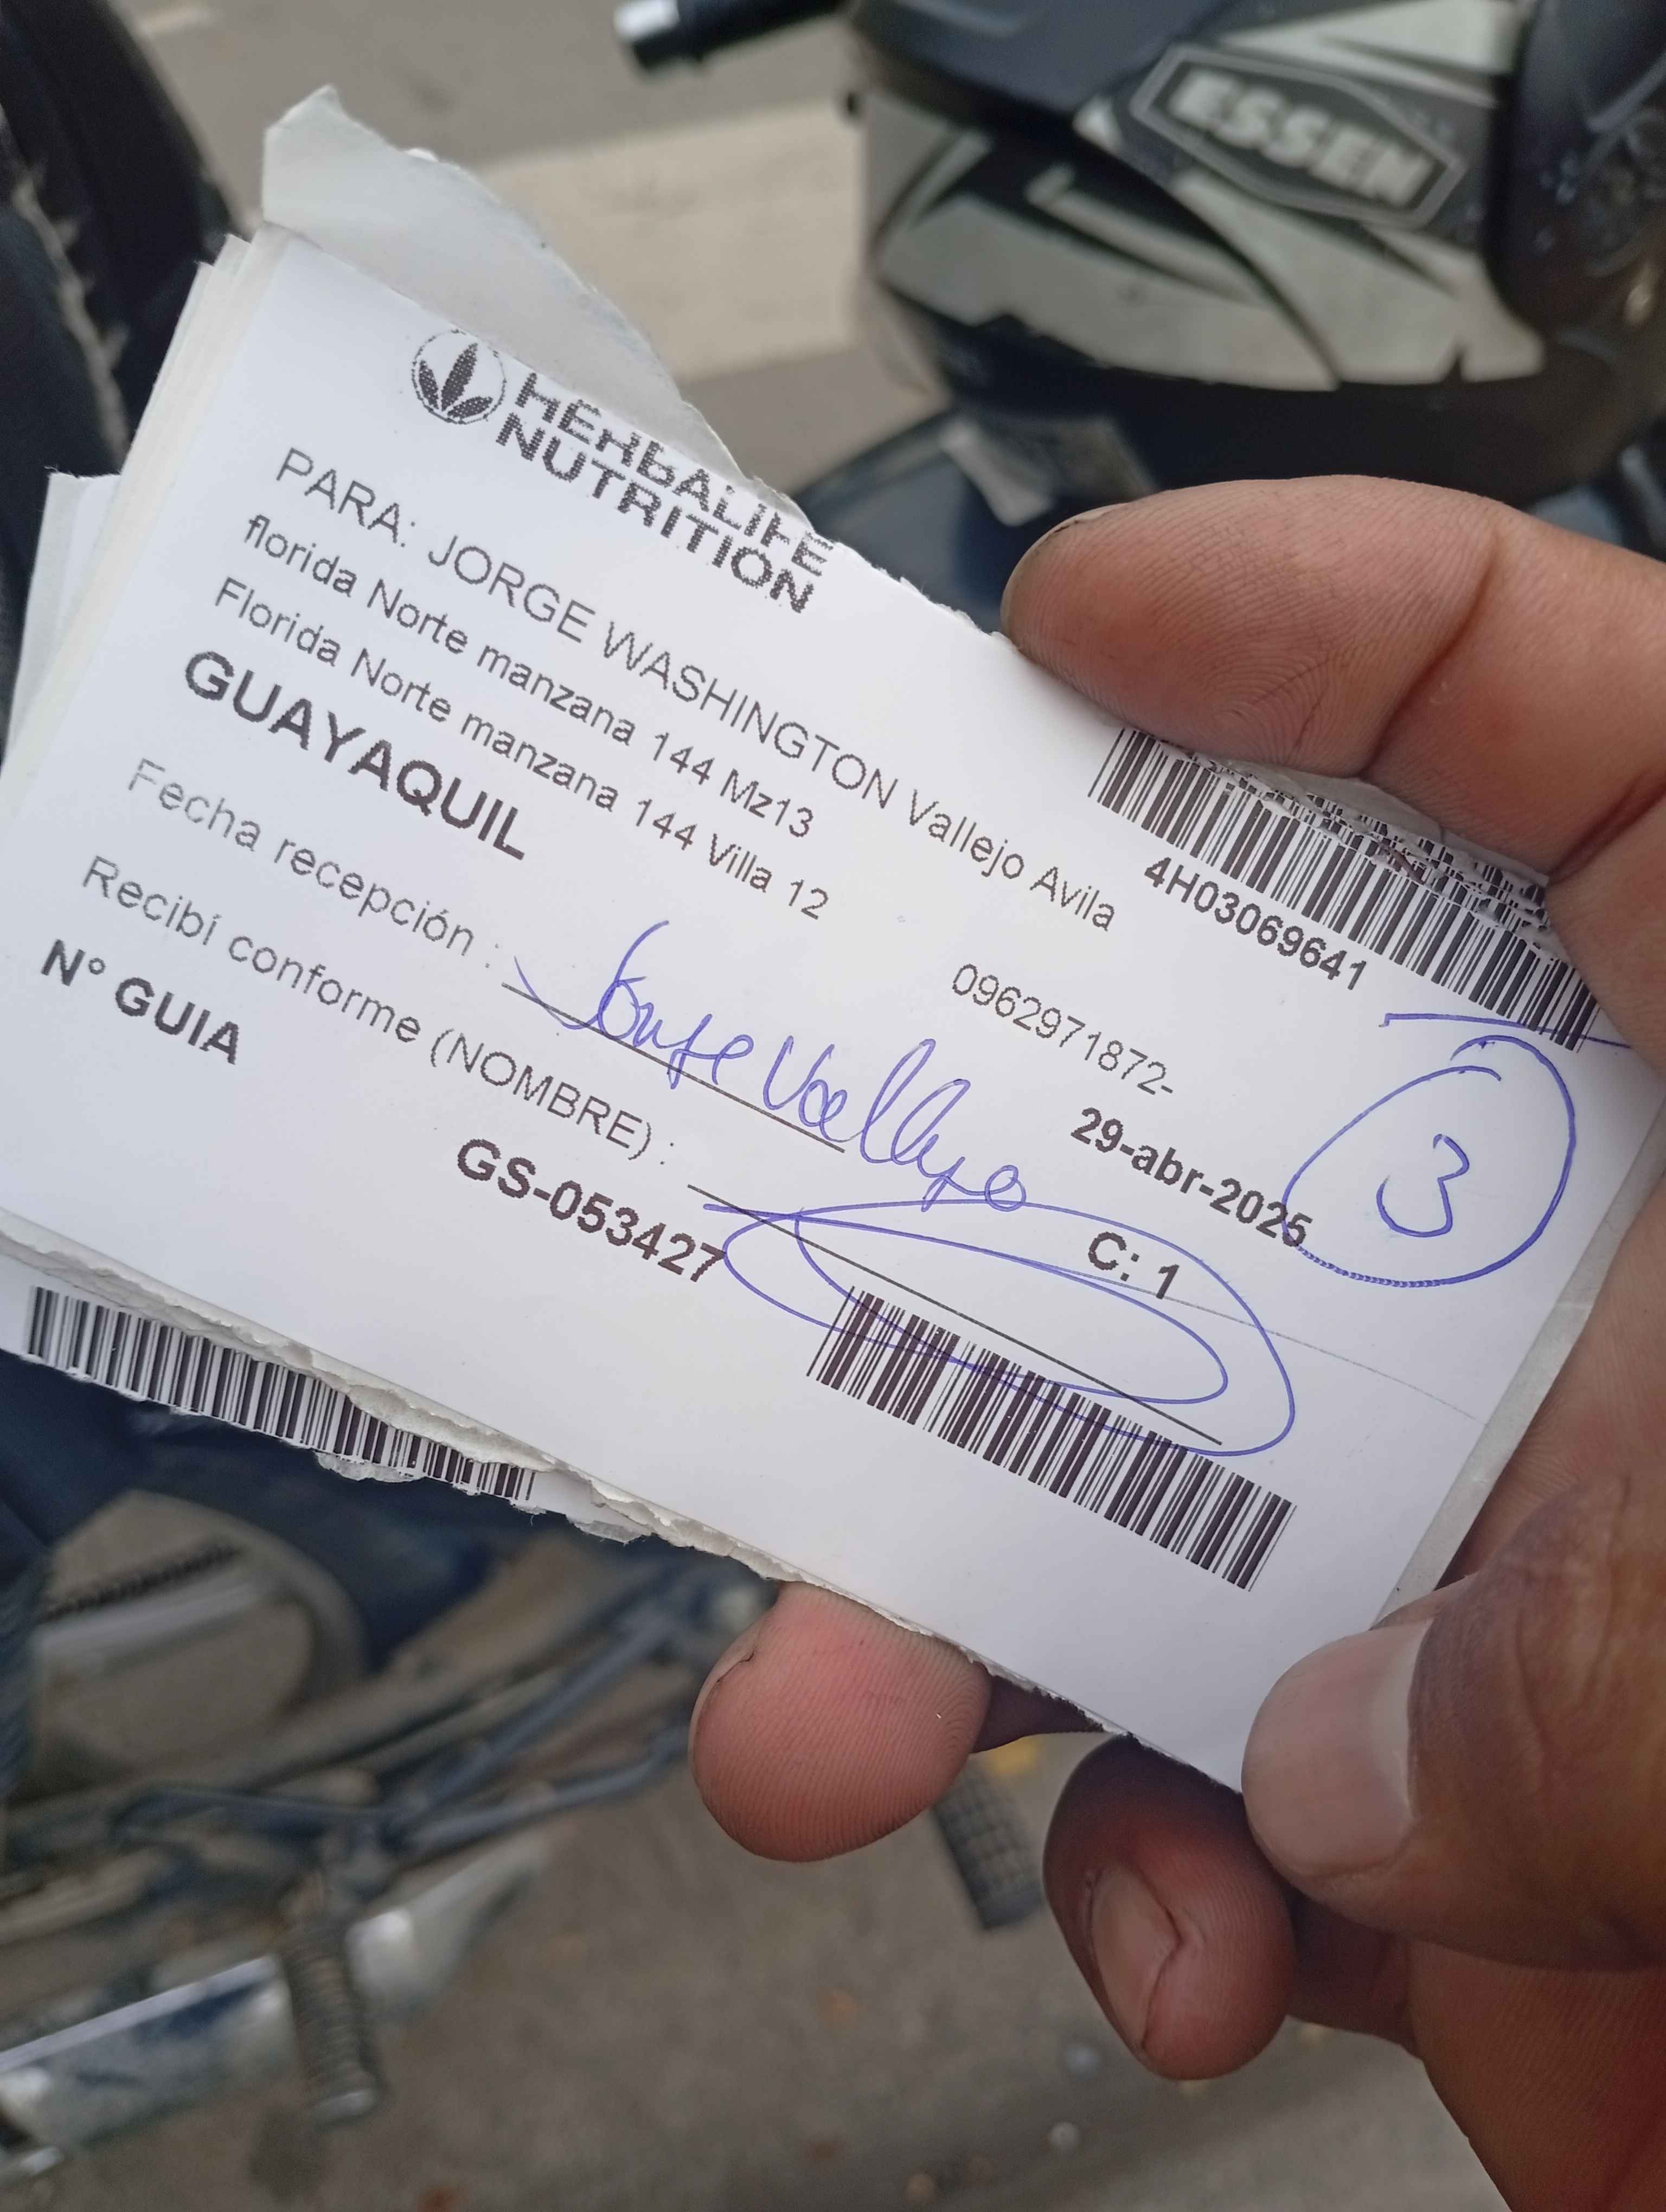 ESSEN
HERBALIFE
NUTRITION
PARA: JORGE WASHINGTON Vallejo Avila
florida Norte manzana 144 Mz13
Florida Norte manzana 144 Villa 12
GUAYAQUIL
4H03069641
0962971872-
Fecha recepción :
Jorge Vallejo
29-abr-2025
3
Recibí conforme (NOMBRE) :
C: 1
N° GUIA
GS-053427